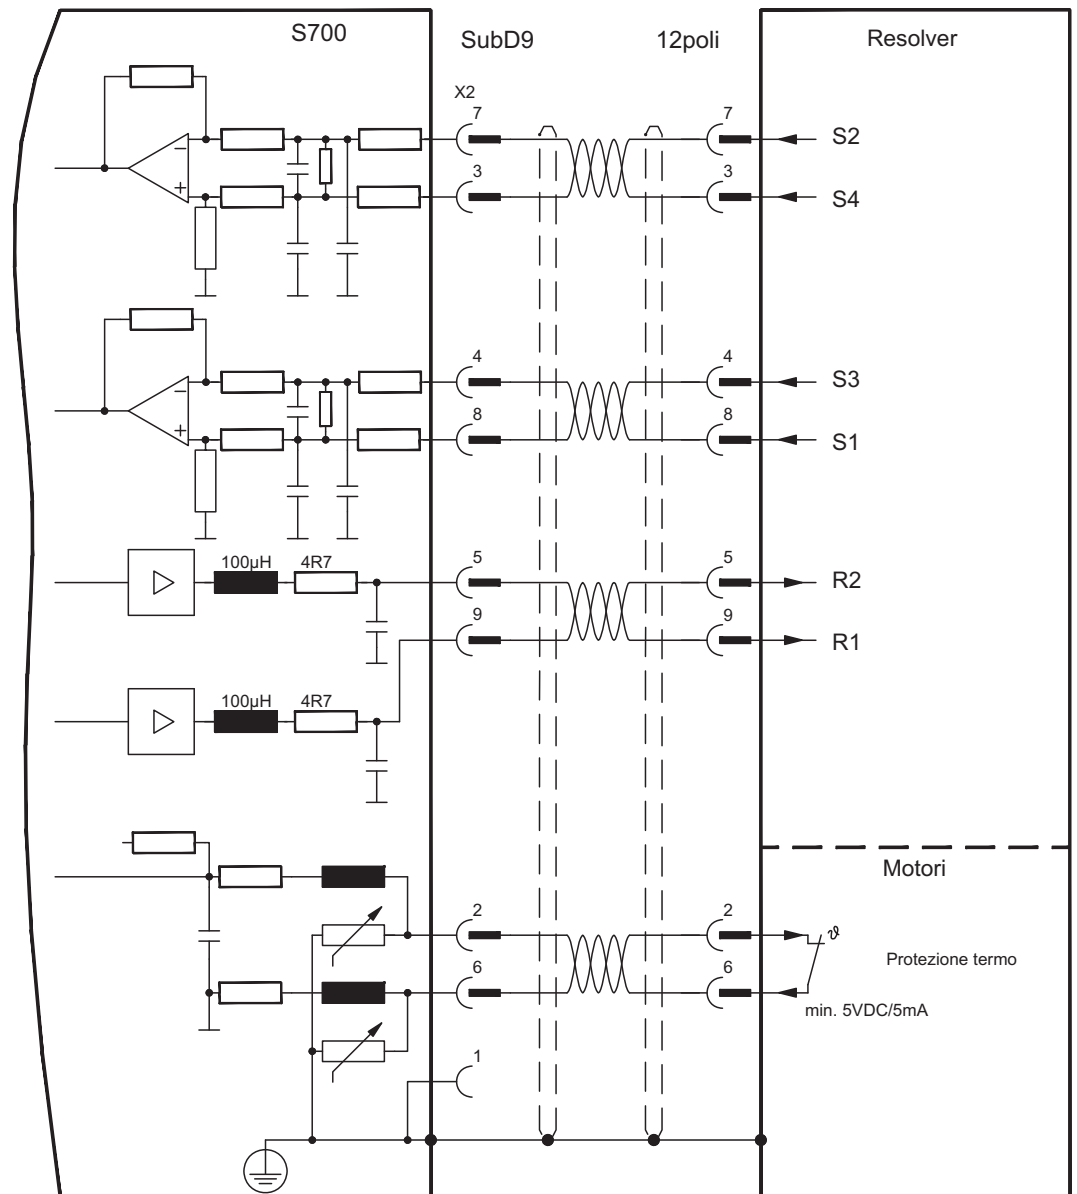 S700 SubD9 12poli Resolver
X2
7 7 S2
3 3 S4
4 4 S3
8 8 S1
100µH 4R7 5 5 R2
9 9 R1
100µH 4R7
Motori
2 2 ϑ
Protezione termo
6 6
min. 5VDC/5mA
1